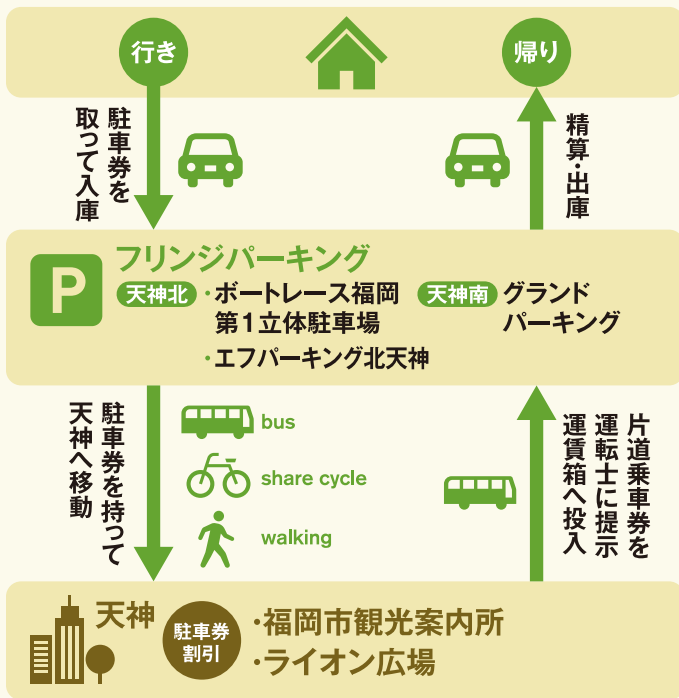 行き
帰り
駐車券を
取って入庫
精算・出庫
P
フリンジパーキング
天神北
・ボートレース福岡
第1立体駐車場
・エフパーキング北天神
天神南
グランド
パーキング
駐車券を持って
天神へ移動
bus
share cycle
walking
片道乗車券を
運転士に提示
運賃箱へ投入
天神
駐車券
割引
・福岡市観光案内所
・ライオン広場